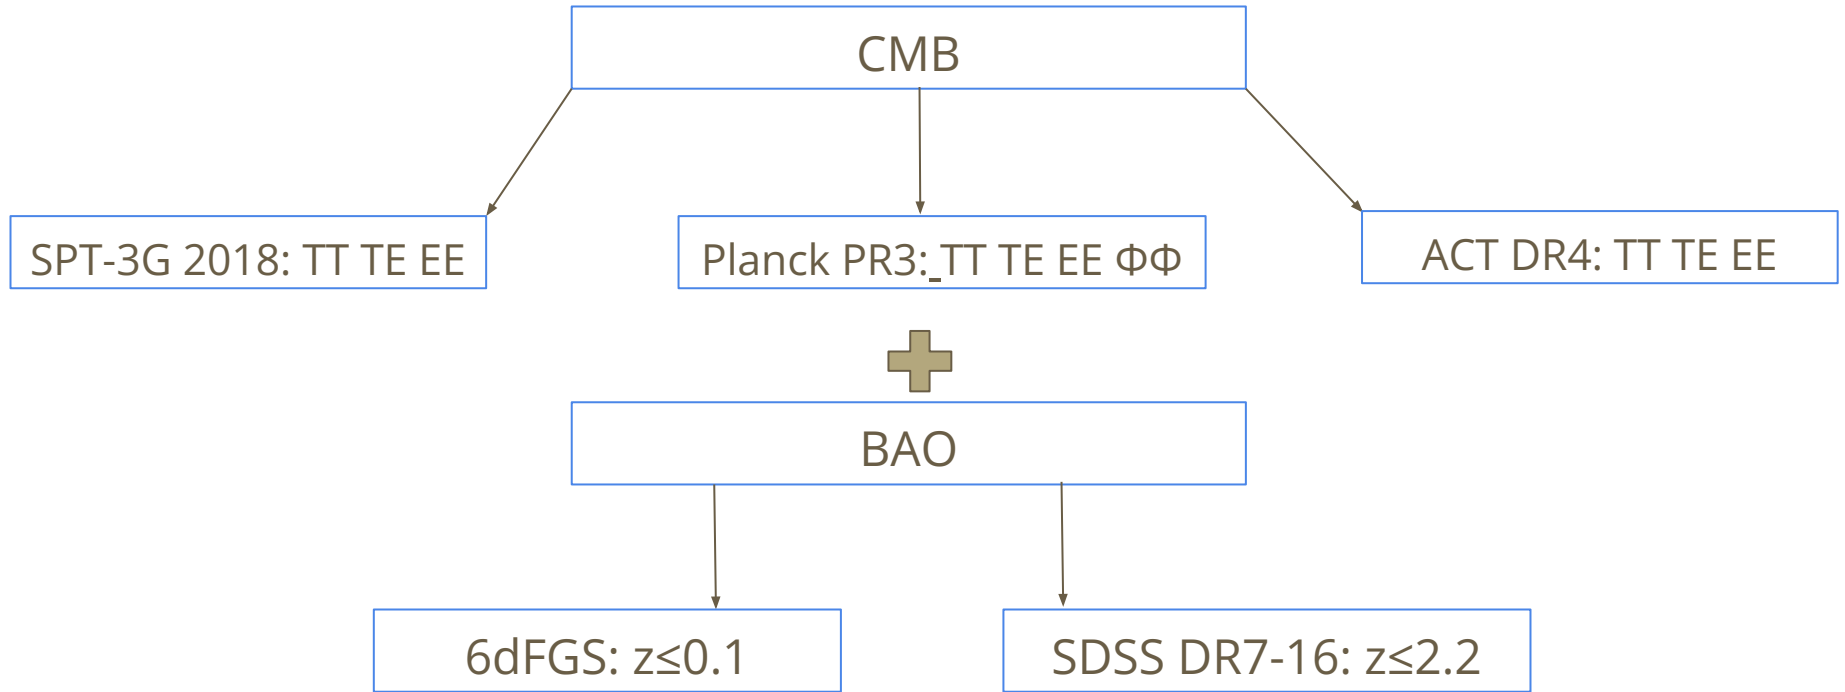 CMB
SPT-3G 2018: TT TE EE
Planck PR3: TT TE EE ΦΦ
ACT DR4: TT TE EE
BAO
6dFGS: z≤0.1
SDSS DR7-16: z≤2.2